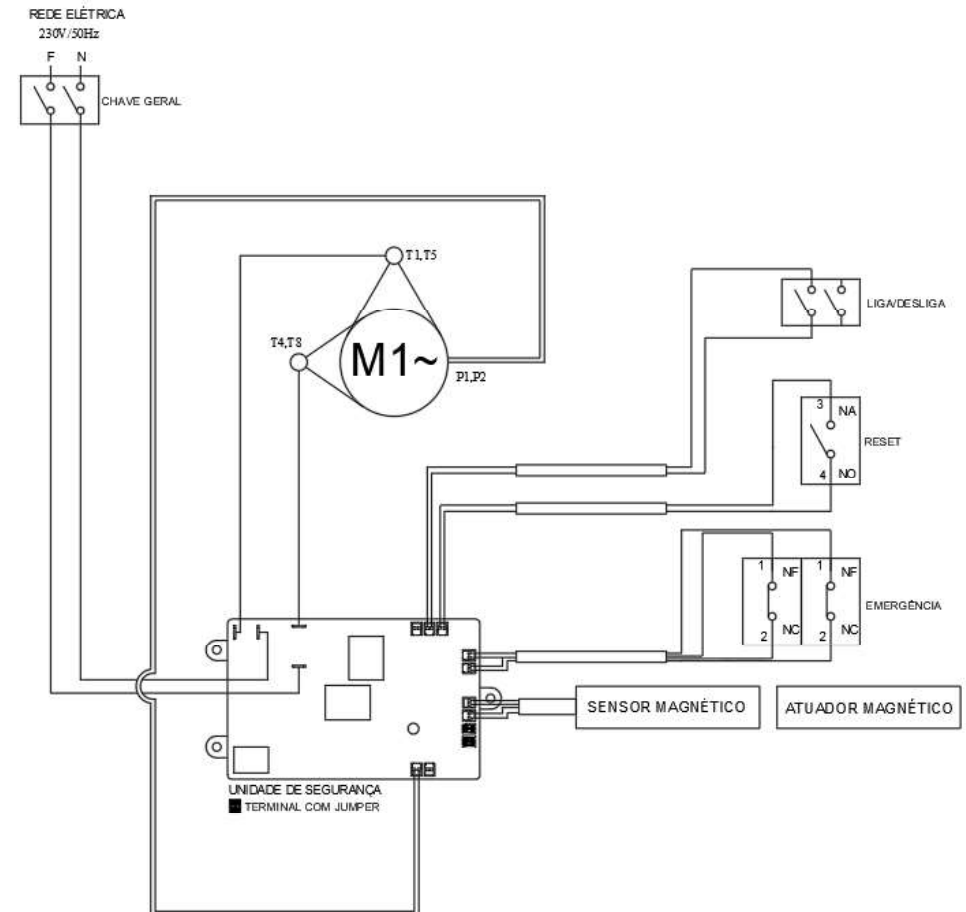 REDE ELÉTRICA
230V/50Hz
F N
CHAVE GERAL
T1,T5
T4,T8
M1~
P1,P2
LIGA/DESLIGA
3 NA
RESET
4 NO
1 NF 1 NF
EMERGÊNCIA
2 NC 2 NC
SENSOR MAGNÉTICO
ATUADOR MAGNÉTICO
UNIDADE DE SEGURANÇA
TERMINAL COM JUMPER